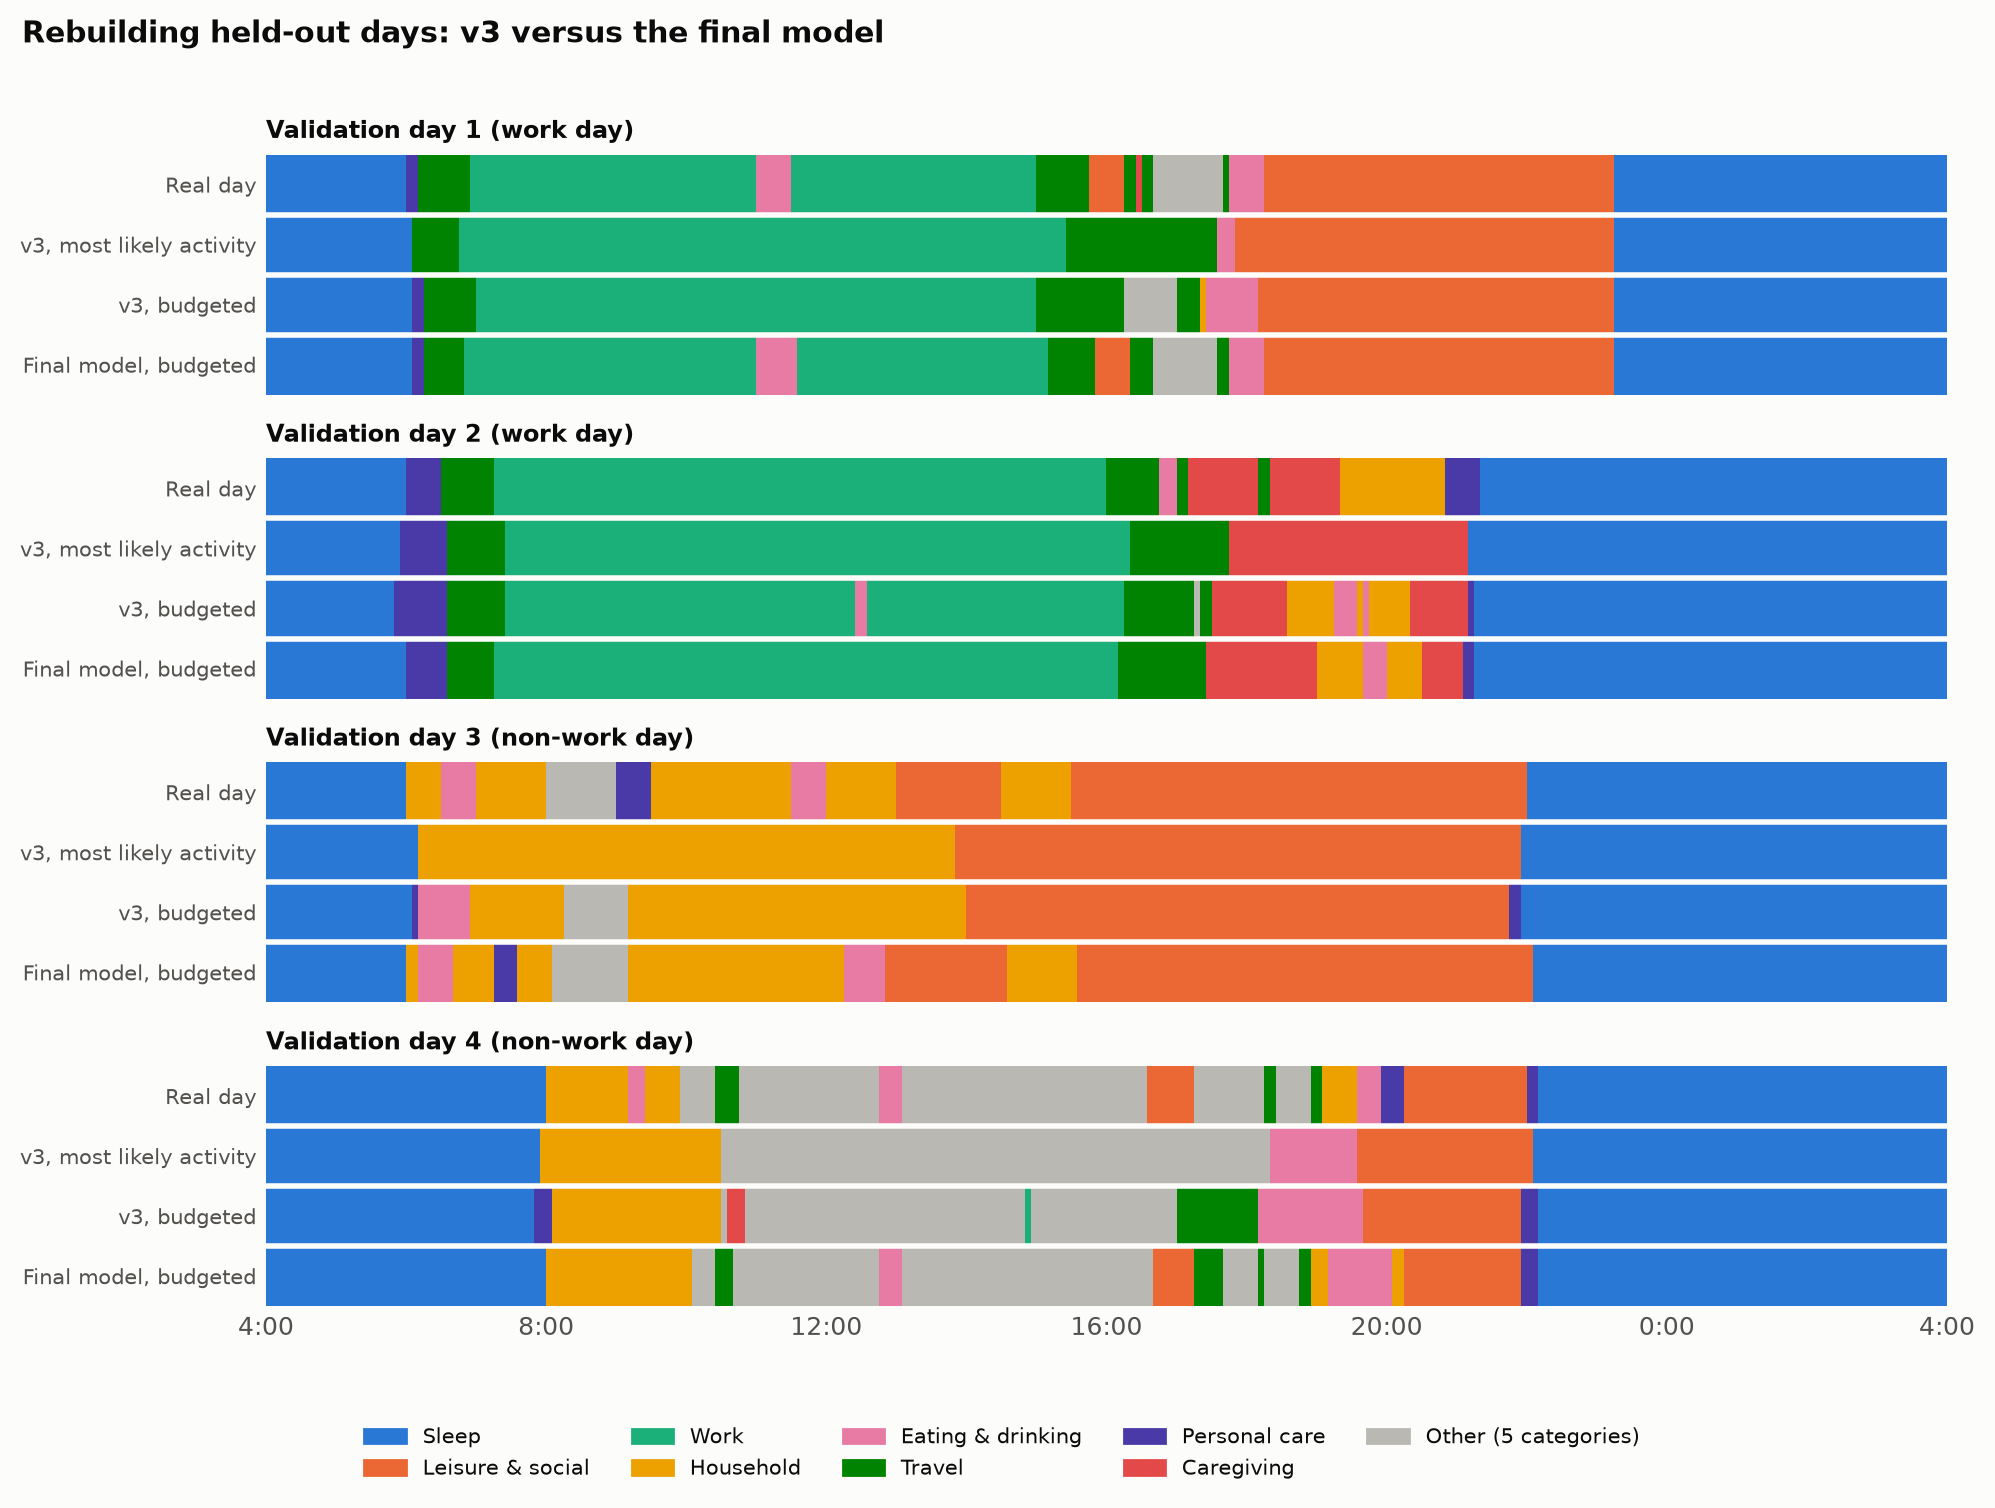 Rebuilding held-out days: v3 versus the final model
Validation day 1 (work day)
Real day
v3, most likely activity
v3, budgeted
Final model, budgeted
Validation day 2 (work day)
Real day
v3, most likely activity
v3, budgeted
Final model, budgeted
Validation day 3 (non-work day)
Real day
v3, most likely activity
v3, budgeted
Final model, budgeted
Validation day 4 (non-work day)
Real day
v3, most likely activity
v3, budgeted
Final model, budgeted
4:00 8:00 12:00 16:00 20:00 0:00 4:00
Sleep Work Eating & drinking Personal care Other (5 categories)
Leisure & social Household Travel Caregiving